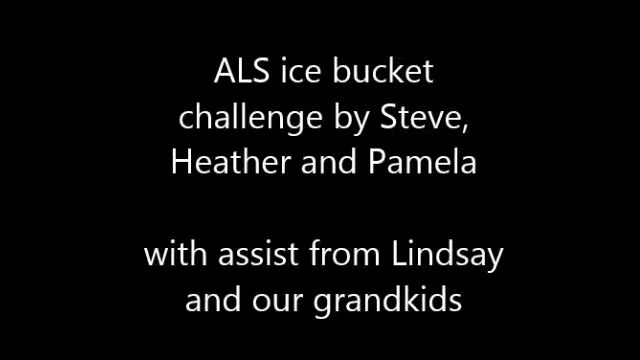 ALS ice bucket
challenge by Steve,
Heather and Pamela
with assist from Lindsay
and our grandkids